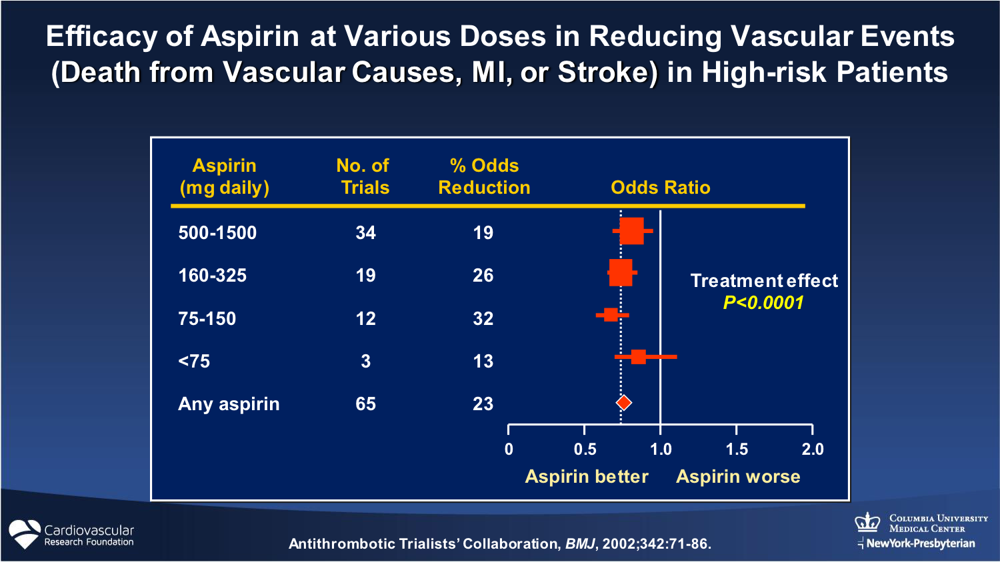 Efficacy of Aspirin at Various Doses in Reducing Vascular Events
(Death from Vascular Causes, MI, or Stroke) in High-risk Patients
Aspirin (mg daily) No. of Trials % Odds Reduction Odds Ratio
500-1500 34 19
160-325 19 26
Treatment effect
P<0.0001
75-150 12 32
<75 3 13
Any aspirin 65 23
0 0.5 1.0 1.5 2.0
Aspirin better Aspirin worse
Cardiovascular
Research Foundation
Antithrombotic Trialists' Collaboration, BMJ, 2002;342:71-86.
Columbia University
Medical Center
NewYork-Presbyterian